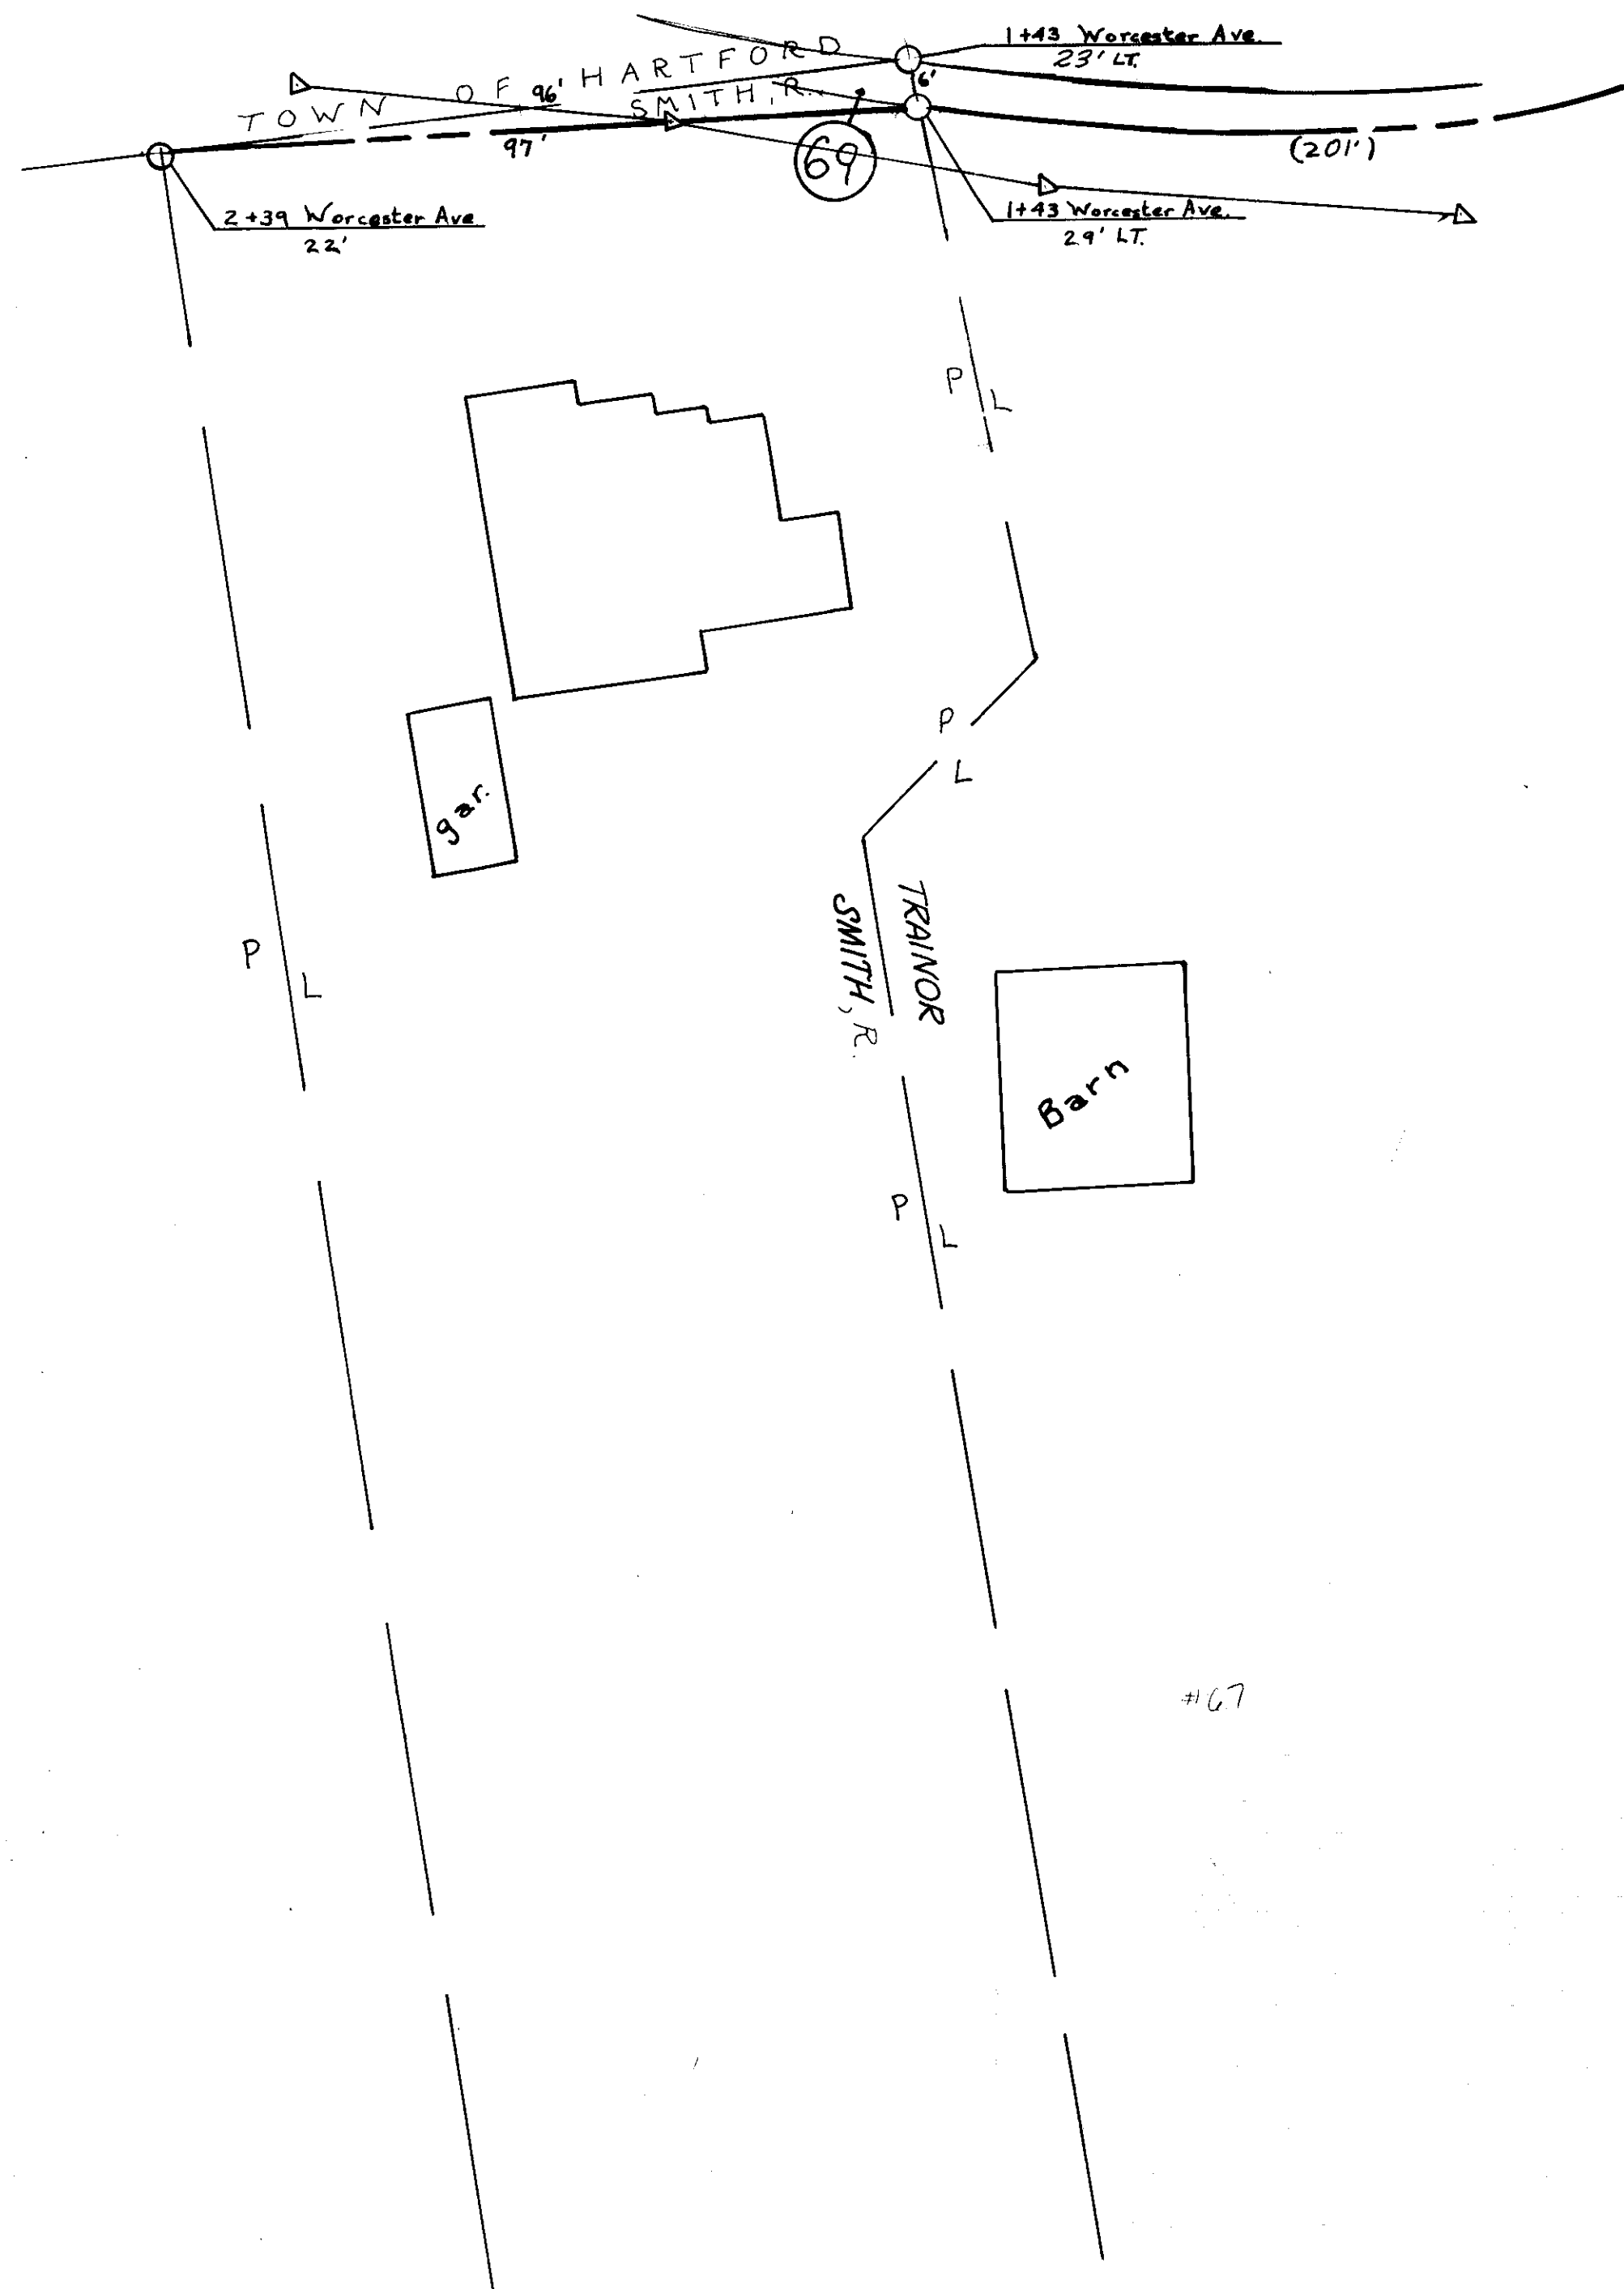 1+43 Worcester Ave.
23' LT.
TOWN OF HARTFORD
96'
SMITH, R.
6'
97'
69
(201')
2+39 Worcester Ave
22'
1+43 Worcester Ave.
29' LT.
P L
P L
gar.
TRAINOR
SMITH, R.
P L
Barn
P L
#67